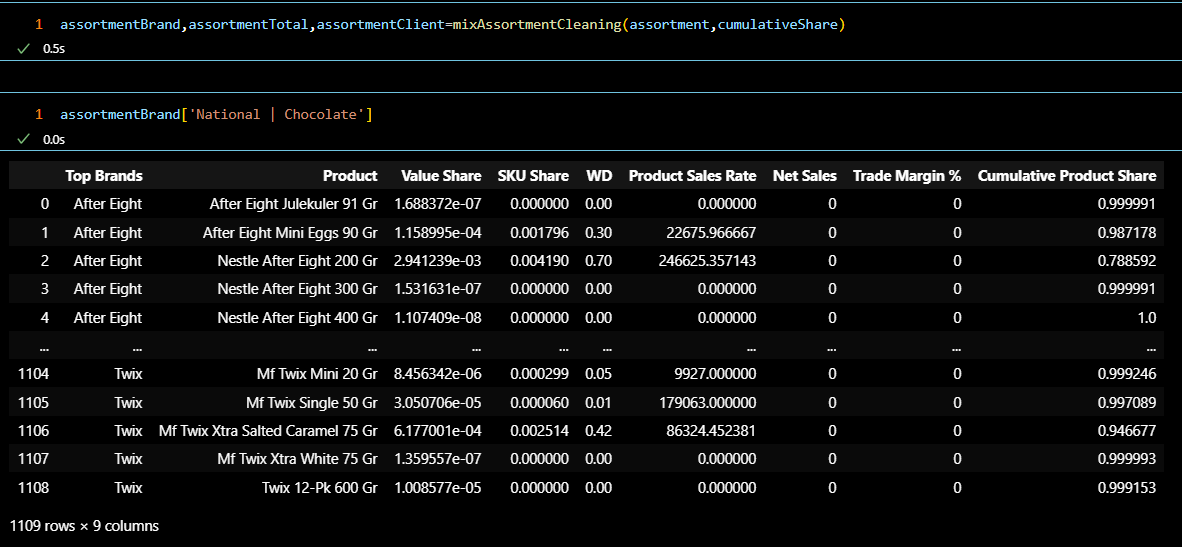 1 assortmentBrand,assortmentTotal,assortmentClient=mixAssortmentCleaning(assortment,cumulativeShare)
✓ 0.5s
1 assortmentBrand['National | Chocolate']
✓ 0.0s
Top Brands Product Value Share SKU Share WD Product Sales Rate Net Sales Trade Margin % Cumulative Product Share
0 After Eight After Eight Julekuler 91 Gr 1.688372e-07 0.000000 0.00 0.000000 0 0 0.999991
1 After Eight After Eight Mini Eggs 90 Gr 1.158995e-04 0.001796 0.30 22675.966667 0 0 0.987178
2 After Eight Nestle After Eight 200 Gr 2.941239e-03 0.004190 0.70 246625.357143 0 0 0.788592
3 After Eight Nestle After Eight 300 Gr 1.531631e-07 0.000000 0.00 0.000000 0 0 0.999991
4 After Eight Nestle After Eight 400 Gr 1.107409e-08 0.000000 0.00 0.000000 0 0 1.0
... ... ... ... ... ... ... ... ... ...
1104 Twix Mf Twix Mini 20 Gr 8.456342e-06 0.000299 0.05 9927.000000 0 0 0.999246
1105 Twix Mf Twix Single 50 Gr 3.050706e-05 0.000060 0.01 179063.000000 0 0 0.997089
1106 Twix Mf Twix Xtra Salted Caramel 75 Gr 6.177001e-04 0.002514 0.42 86324.452381 0 0 0.946677
1107 Twix Mf Twix Xtra White 75 Gr 1.359557e-07 0.000000 0.00 0.000000 0 0 0.999993
1108 Twix Twix 12-Pk 600 Gr 1.008577e-05 0.000000 0.00 0.000000 0 0 0.999153
1109 rows × 9 columns